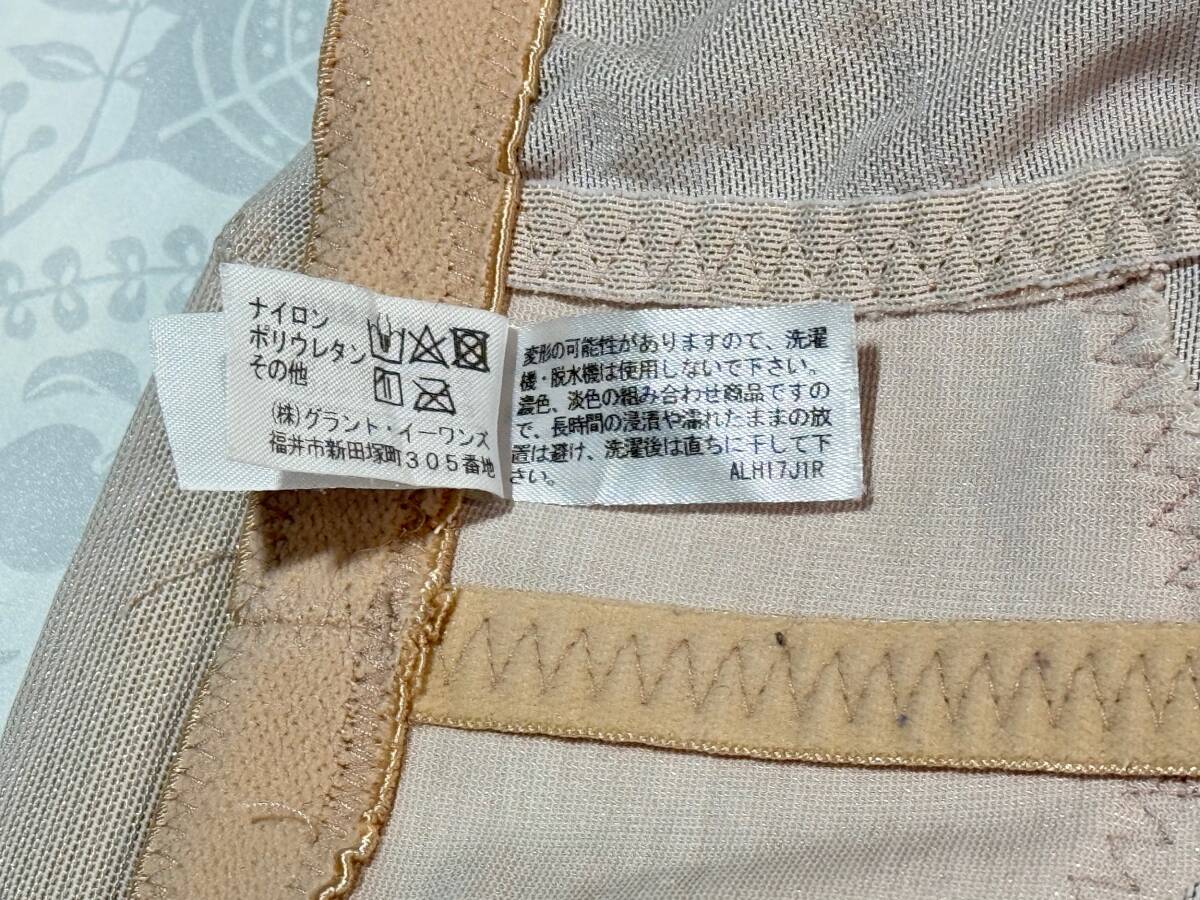 ナイロン
ポリウレタン
その他
(株)グラント・イーワンズ
福井市新田塚町305番地
変形の可能性がありますので、洗濯
機・脱水機は使用しないで下さい。
濃色、淡色の組み合わせ商品ですの
で、長時間の浸漬や濡れたままの放
置は避け、洗濯後は直ちに干して下
さい。
ALH17J1R